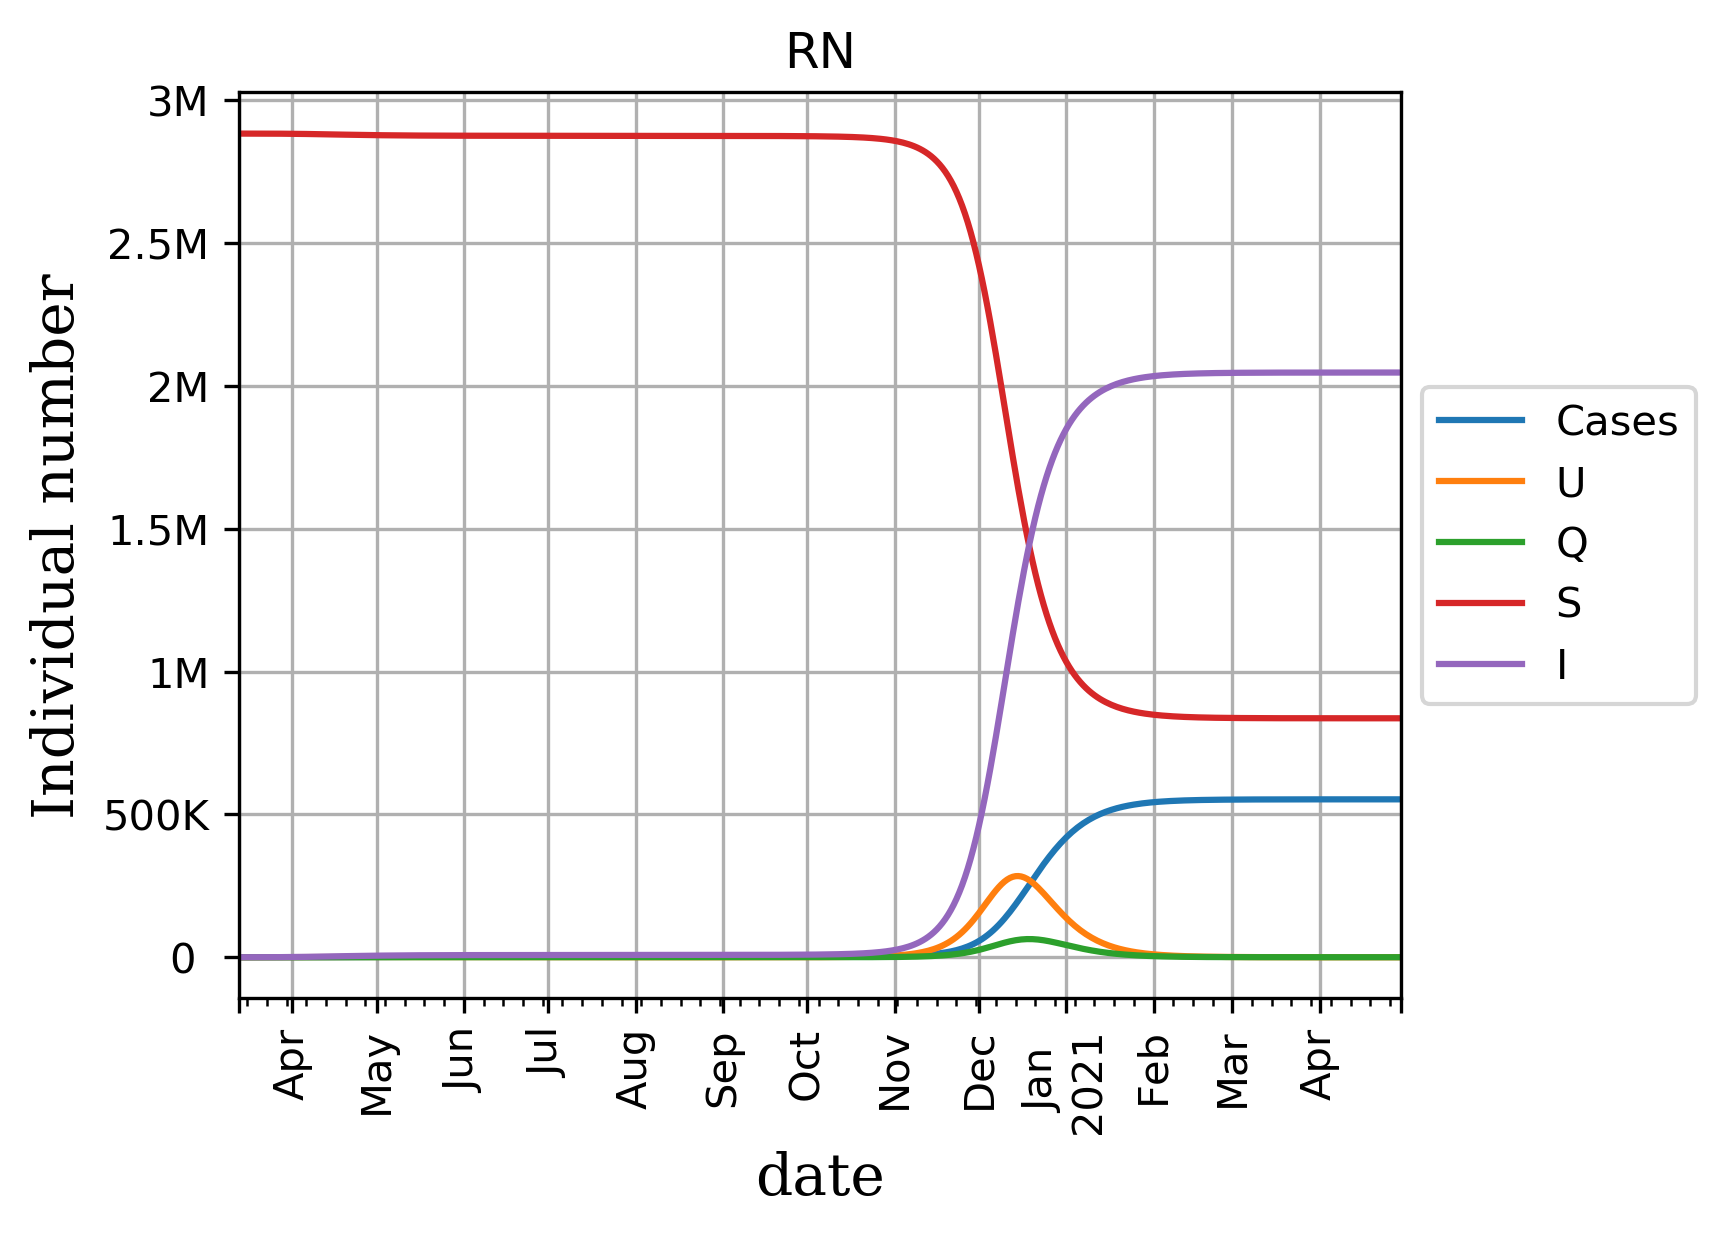 RN
3M
2.5M
2M
1.5M
1M
500K
0
Individual number
Apr
May
Jun
Jul
Aug
Sep
Oct
Nov
Dec
Jan
2021
Feb
Mar
Apr
date
Cases
U
Q
S
I